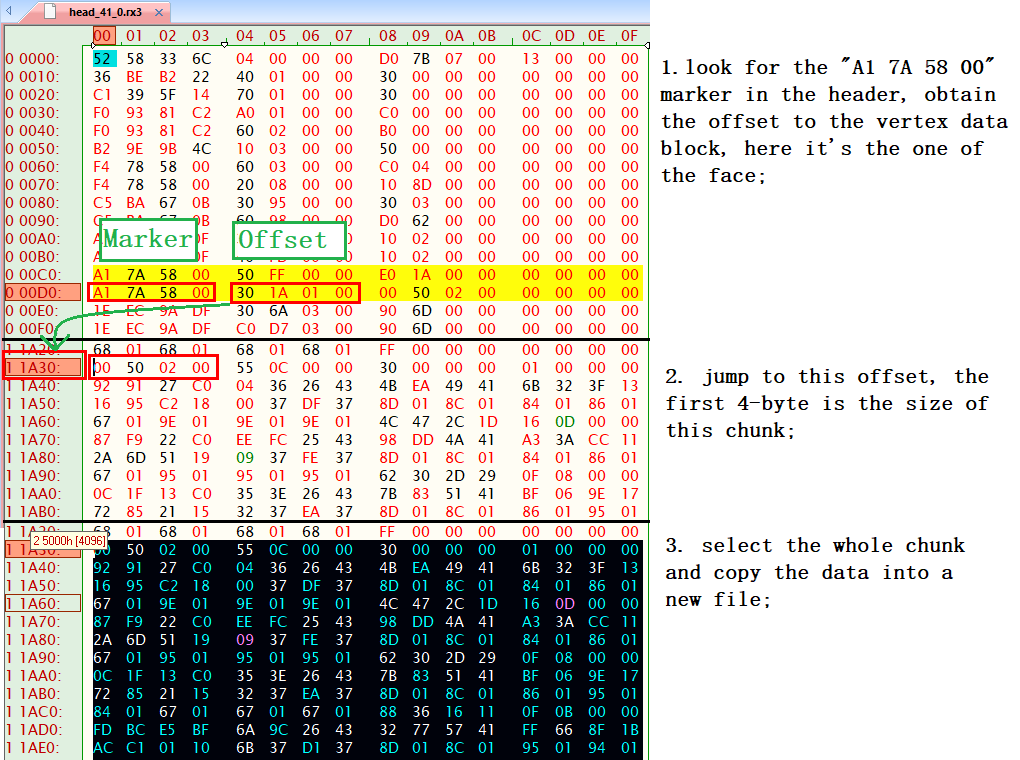 head_41_0.rx3
00 01 02 03 04 05 06 07 08 09 0A 0B 0C 0D 0E 0F
0 0000: 52 58 33 6C 04 00 00 00 D0 7B 07 00 13 00 00 00
0 0010: 36 BE B2 22 40 01 00 00 30 00 00 00 00 00 00 00
0 0020: C1 39 5F 14 70 01 00 00 30 00 00 00 00 00 00 00
0 0030: F0 93 81 C2 A0 01 00 00 C0 00 00 00 00 00 00 00
0 0040: F0 93 81 C2 60 02 00 00 B0 00 00 00 00 00 00 00
0 0050: B2 9E 9B 4C 10 03 00 00 50 00 00 00 00 00 00 00
0 0060: F4 78 58 00 60 03 00 00 C0 04 00 00 00 00 00 00
0 0070: F4 78 58 00 20 08 00 00 10 8D 00 00 00 00 00 00
0 0080: C5 BA 67 0B 30 95 00 00 30 03 00 00 00 00 00 00
0 0090: 0B D0 62 00 00 00 00 00 00
0 00A0: 0F 10 02 00 00 00 00 00 00
0 00B0: 0F 10 02 00 00 00 00 00 00
Marker Offset
0 00C0: A1 7A 58 00 50 FF 00 00 E0 1A 00 00 00 00 00 00
0 00D0: A1 7A 58 00 30 1A 01 00 00 50 02 00 00 00 00 00
0 00E0: 1E EC 9A DF 30 6A 03 00 90 6D 00 00 00 00 00 00
0 00F0: 1E EC 9A DF C0 D7 03 00 90 6D 00 00 00 00 00 00
1 1A20: 68 01 68 01 68 01 68 01 FF 00 00 00 00 00 00 00
1 1A30: 00 50 02 00 55 0C 00 00 30 00 00 00 01 00 00 00
1 1A40: 92 91 27 C0 04 36 26 43 4B EA 49 41 6B 32 3F 13
1 1A50: 16 95 C2 18 00 37 DF 37 8D 01 8C 01 84 01 86 01
1 1A60: 67 01 9E 01 9E 01 9E 01 4C 47 2C 1D 16 0D 00 00
1 1A70: 87 F9 22 C0 EE FC 25 43 98 DD 4A 41 A3 3A CC 11
1 1A80: 2A 6D 51 19 09 37 FE 37 8D 01 8C 01 84 01 86 01
1 1A90: 67 01 95 01 95 01 95 01 62 30 2D 29 0F 08 00 00
1 1AA0: 0C 1F 13 C0 35 3E 26 43 7B 83 51 41 BF 06 9E 17
1 1AB0: 72 85 21 15 32 37 EA 37 8D 01 8C 01 86 01 95 01
1 1A20: 68 01 68 01 68 01 68 01 FF 00 00 00 00 00 00 00
2 5000h [4096]
1 1A30: 50 02 00 55 0C 00 00 30 00 00 00 01 00 00 00
1 1A40: 92 91 27 C0 04 36 26 43 4B EA 49 41 6B 32 3F 13
1 1A50: 16 95 C2 18 00 37 DF 37 8D 01 8C 01 84 01 86 01
1 1A60: 67 01 9E 01 9E 01 9E 01 4C 47 2C 1D 16 0D 00 00
1 1A70: 87 F9 22 C0 EE FC 25 43 98 DD 4A 41 A3 3A CC 11
1 1A80: 2A 6D 51 19 09 37 FE 37 8D 01 8C 01 84 01 86 01
1 1A90: 67 01 95 01 95 01 95 01 62 30 2D 29 0F 08 00 00
1 1AA0: 0C 1F 13 C0 35 3E 26 43 7B 83 51 41 BF 06 9E 17
1 1AB0: 72 85 21 15 32 37 EA 37 8D 01 8C 01 86 01 95 01
1 1AC0: 84 01 67 01 67 01 67 01 88 36 16 11 0F 0B 00 00
1 1AD0: FD BC E5 BF 6A 9C 26 43 32 77 57 41 FF 66 8F 1B
1 1AE0: AC C1 01 10 6B 37 D1 37 8D 01 8C 01 95 01 94 01
1.look for the "A1 7A 58 00"
marker in the header, obtain
the offset to the vertex data
block, here it's the one of
the face;
2. jump to this offset, the
first 4-byte is the size of
this chunk;
3. select the whole chunk
and copy the data into a
new file;